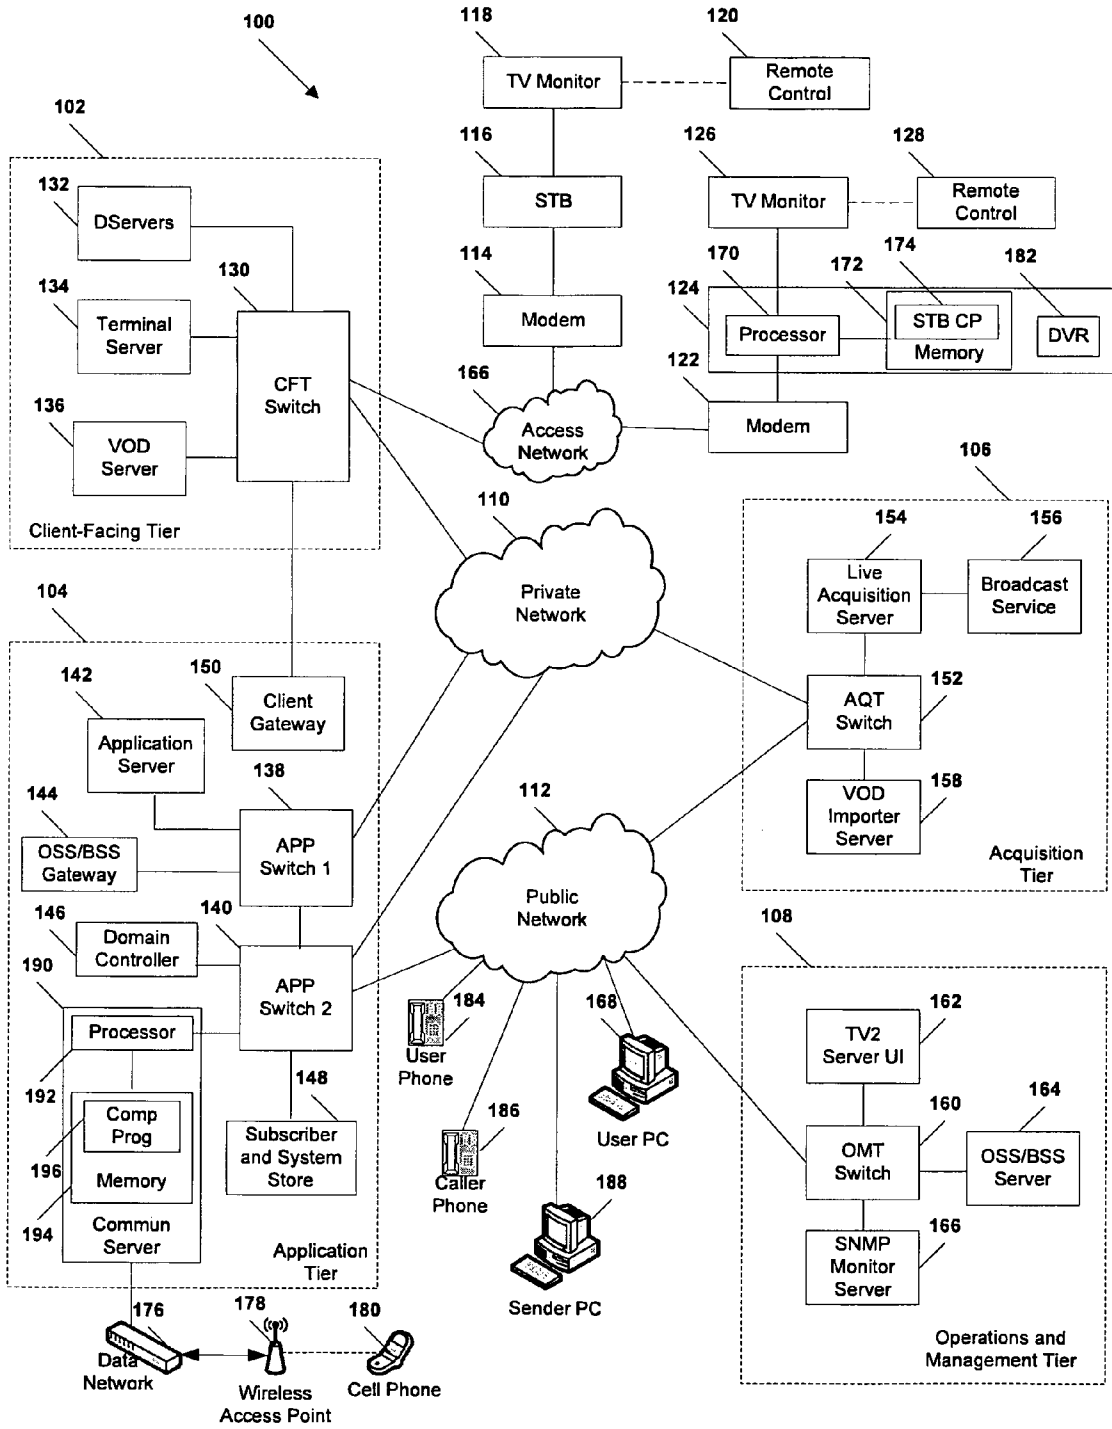 100
118
TV Monitor
120
Remote
Control
102
116
STB
126
TV Monitor
128
Remote
Control
132
DServers
130
CFT
Switch
134
Terminal
Server
136
VOD
Server
Client-Facing Tier
114
Modem
124
170
Processor
172
174
STB CP
Memory
182
DVR
166
Access
Network
122
Modem
110
Private
Network
106
154
Live
Acquisition
Server
156
Broadcast
Service
152
AQT
Switch
158
VOD
Importer
Server
Acquisition
Tier
104
142
Application
Server
150
Client
Gateway
138
APP
Switch 1
144
OSS/BSS
Gateway
146
Domain
Controller
140
APP
Switch 2
190
Processor
192
Comp
Prog
196
Memory
194
Commun
Server
148
Subscriber
and System
Store
Application
Tier
112
Public
Network
184
User
Phone
186
Caller
Phone
168
User PC
188
Sender PC
108
162
TV2
Server UI
160
OMT
Switch
164
OSS/BSS
Server
166
SNMP
Monitor
Server
Operations and
Management Tier
176
Data
Network
178
Wireless
Access Point
180
Cell Phone